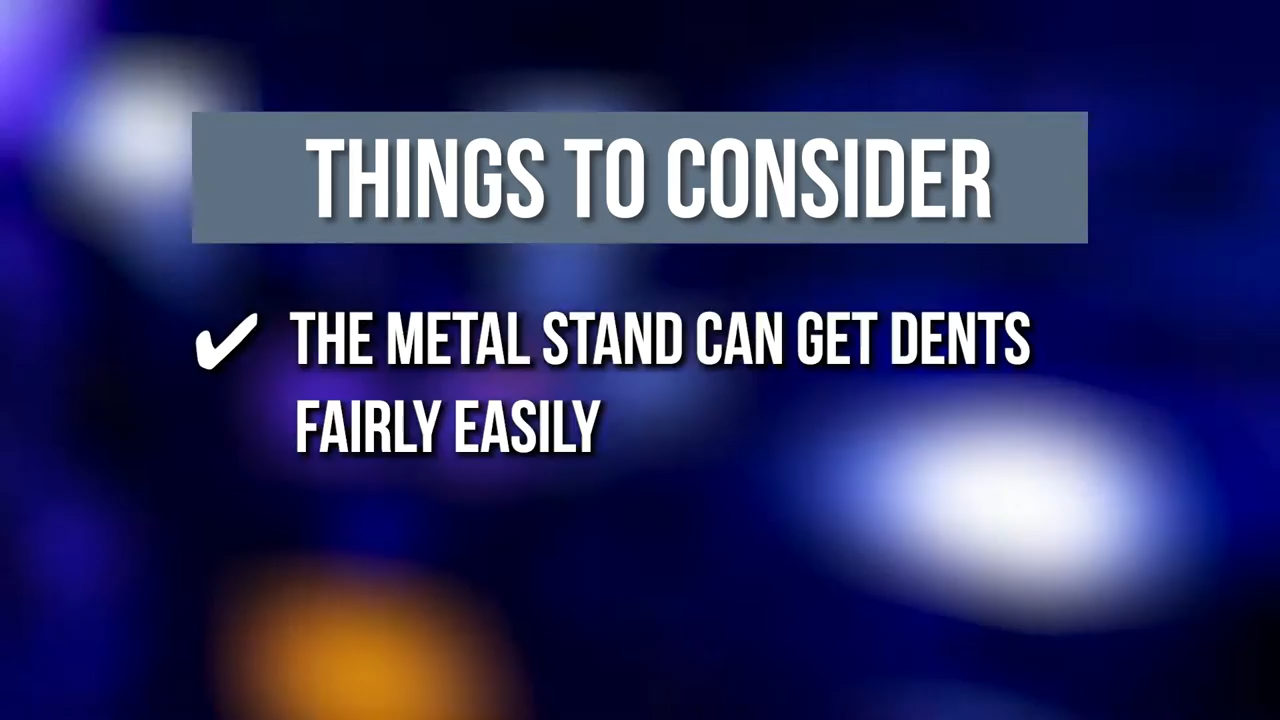 THINGS TO CONSIDER
✔ THE METAL STAND CAN GET DENTS
FAIRLY EASILY